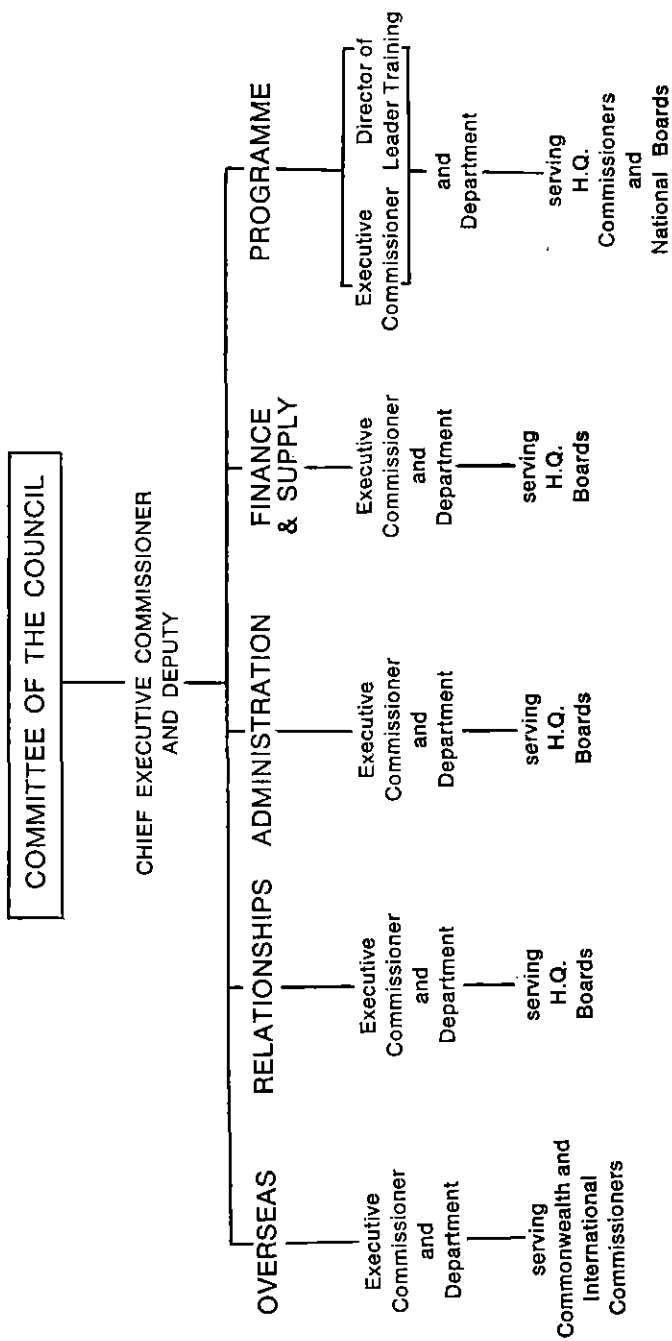 COMMITTEE OF THE COUNCIL
CHIEF EXECUTIVE COMMISSIONER
AND DEPUTY
OVERSEAS
Executive
Commissioner
and
Department
serving
Commonwealth and
International
Commissioners
RELATIONSHIPS
Executive
Commissioner
and
Department
serving
H.Q.
Boards
ADMINISTRATION
Executive
Commissioner
and
Department
serving
H.Q.
Boards
FINANCE
& SUPPLY
Executive
Commissioner
and
Department
serving
H.Q.
Boards
PROGRAMME
Executive
Commissioner
Director of
Leader Training
and
Department
serving
H.Q.
Commissioners
and
National Boards